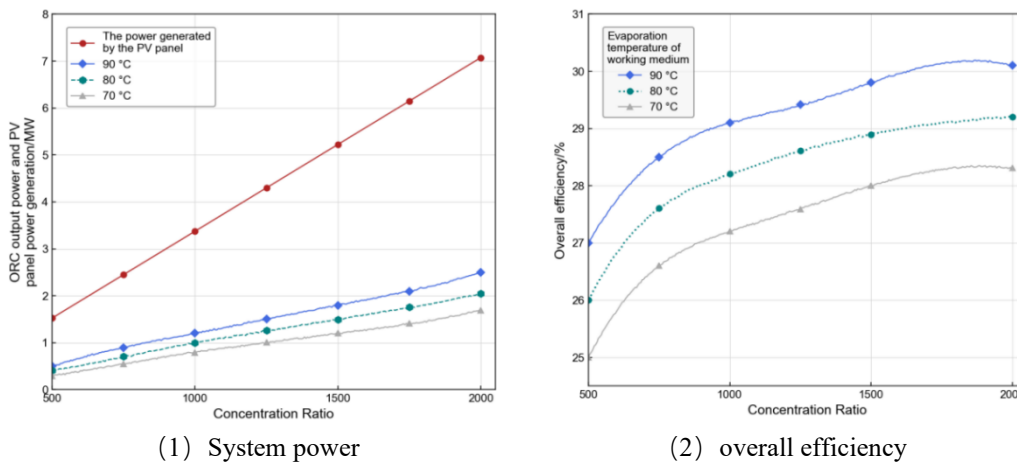 ORC output power and PV
panel power generation/MW
8
7
6
5
4
3
2
1
0
The power generated
by the PV panel
90 °C
80 °C
70 °C
500
1000
1500
2000
Concentration Ratio
(1) System power
Overall efficiency/%
31
30
29
28
27
26
25
Evaporation
temperature of
working medium
90 °C
80 °C
70 °C
500
1000
1500
2000
Concentration Ratio
(2) overall efficiency